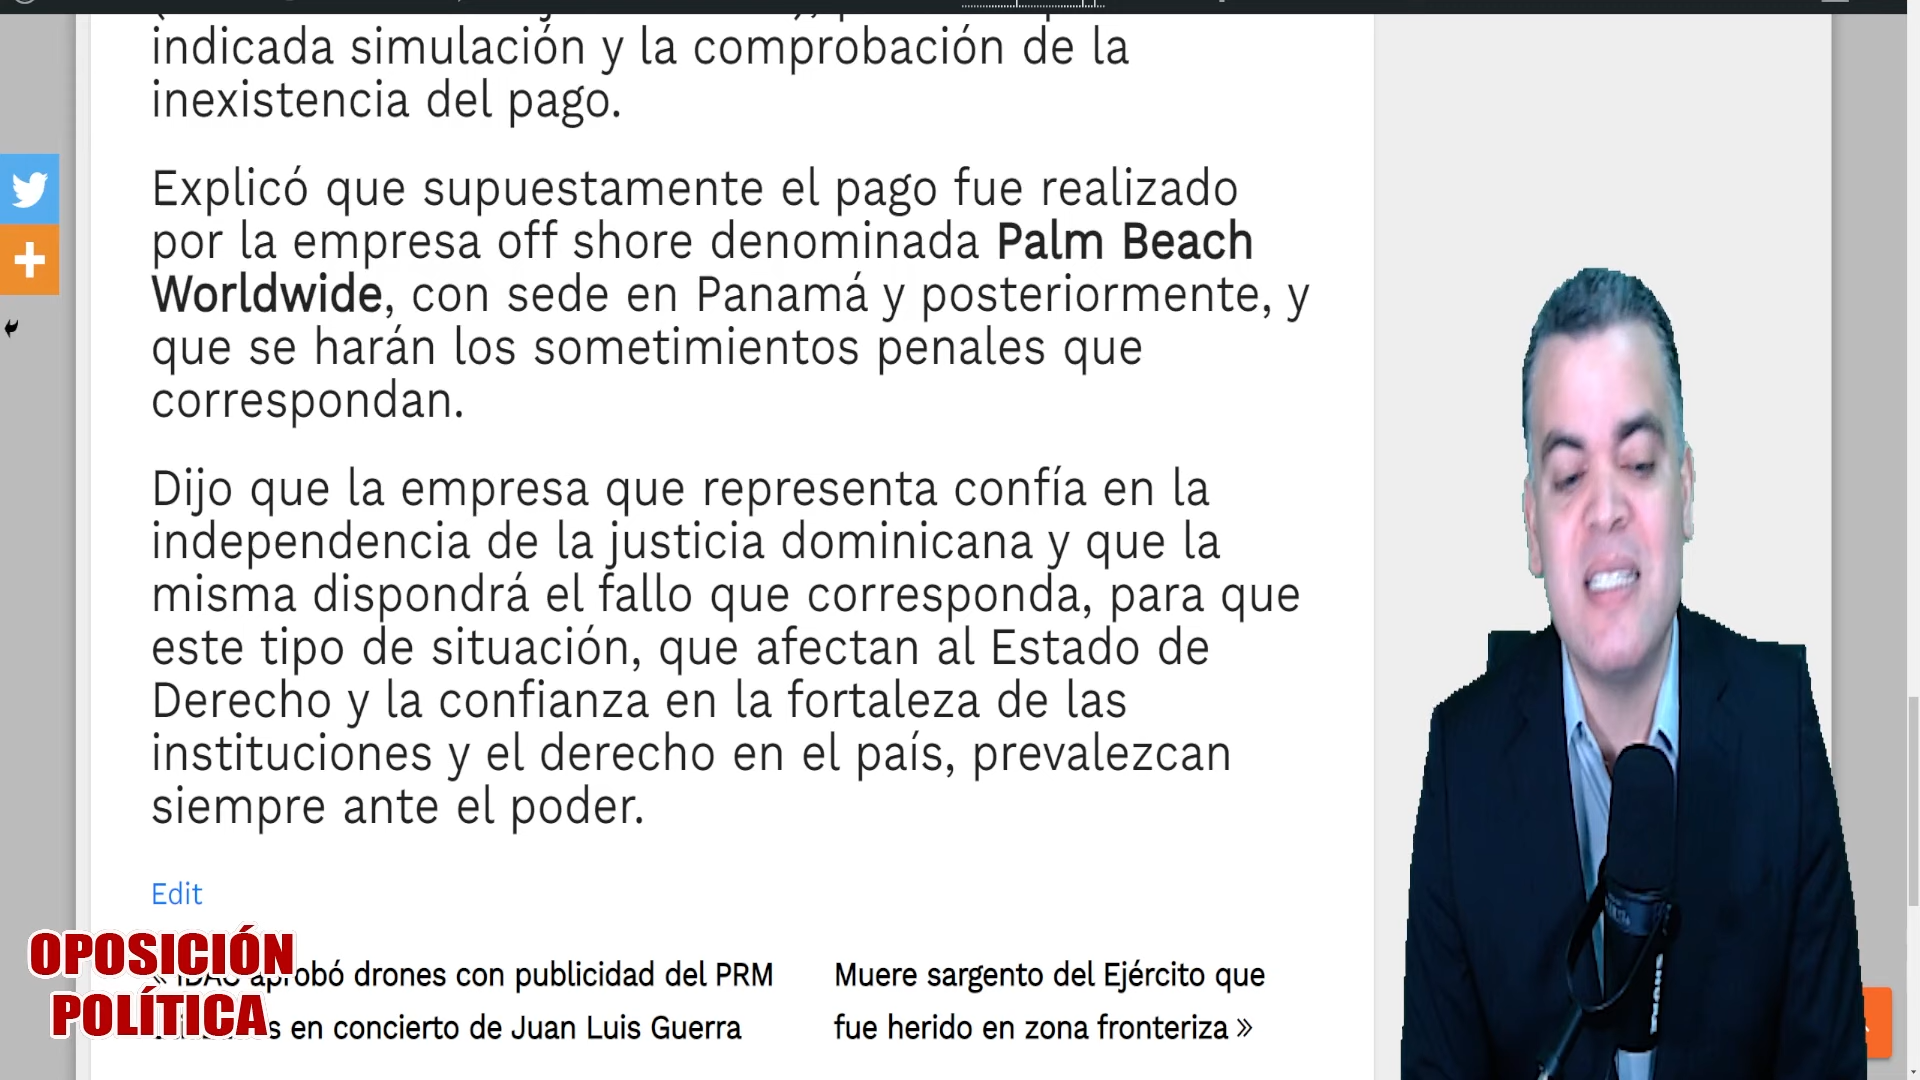 indicada simulación y la comprobación de la
inexistencia del pago.
Explicó que supuestamente el pago fue realizado
por la empresa off shore denominada Palm Beach
Worldwide, con sede en Panamá y posteriormente, y
que se harán los sometimientos penales que
correspondan.
Dijo que la empresa que representa confía en la
independencia de la justicia dominicana y que la
misma dispondrá el fallo que corresponda, para que
este tipo de situación, que afectan al Estado de
Derecho y la confianza en la fortaleza de las
instituciones y el derecho en el país, prevalezcan
siempre ante el poder.
Edit
OPOSICIÓN
POLÍTICA
« IDAC aprobó drones con publicidad del PRM
en concierto de Juan Luis Guerra
Muere sargento del Ejército que
fue herido en zona fronteriza »